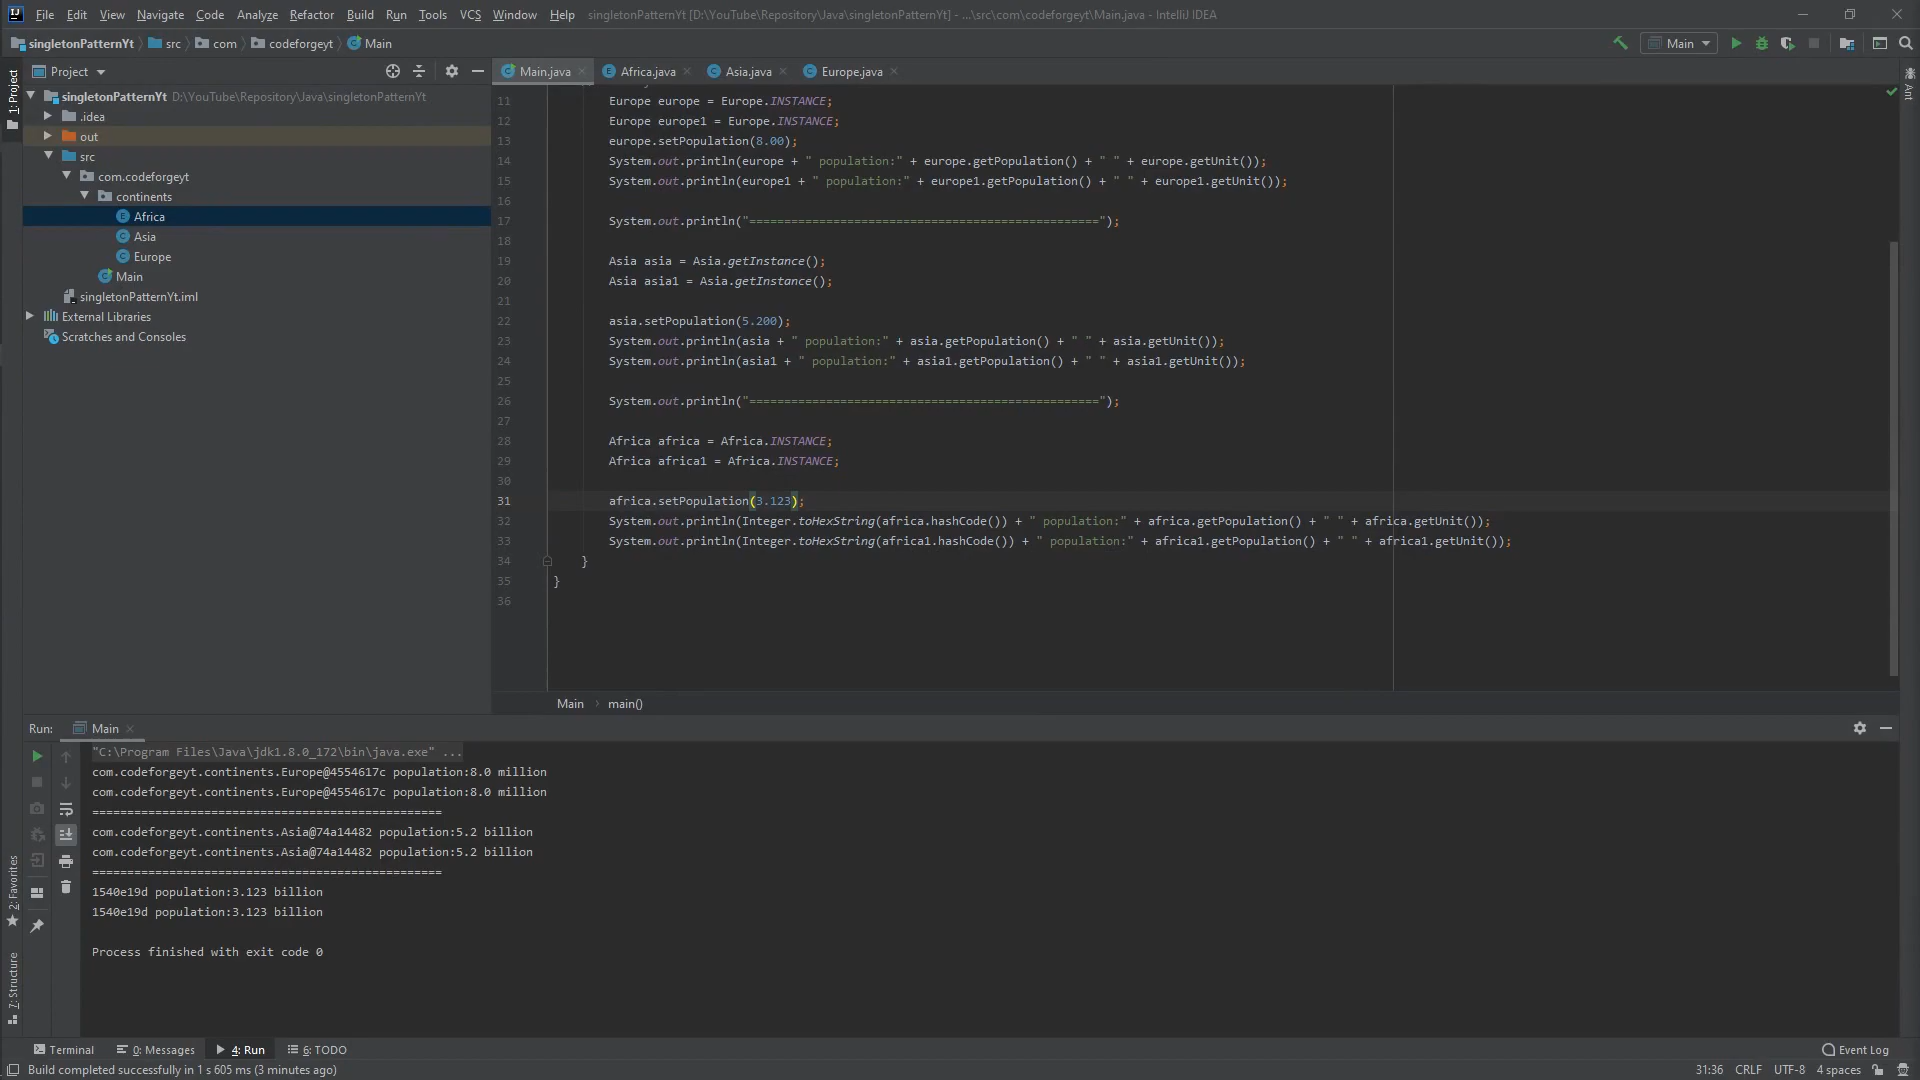 File Edit View Navigate Code Analyze Refactor Build Run Tools VCS Window Help singletonPatternYt [D:\YouTube\Repository\Java\singletonPatternYt] - ...\src\com\codeforgeyt\Main.java - IntelliJ IDEA
singletonPatternYt src com codeforgeyt Main Main
Project
Main.java Africa.java Asia.java Europe.java
1: Project
Ant
singletonPatternYt D:\YouTube\Repository\Java\singletonPatternYt
.idea
out
src
com.codeforgeyt
continents
Africa
Asia
Europe
Main
singletonPatternYt.iml
External Libraries
Scratches and Consoles
11 Europe europe = Europe.INSTANCE;
12 Europe europe1 = Europe.INSTANCE;
13 europe.setPopulation(8.00);
14 System.out.println(europe + " population:" + europe.getPopulation() + " " + europe.getUnit());
15 System.out.println(europe1 + " population:" + europe1.getPopulation() + " " + europe1.getUnit());
16
17 System.out.println("==================================================");
18
19 Asia asia = Asia.getInstance();
20 Asia asia1 = Asia.getInstance();
21
22 asia.setPopulation(5.200);
23 System.out.println(asia + " population:" + asia.getPopulation() + " " + asia.getUnit());
24 System.out.println(asia1 + " population:" + asia1.getPopulation() + " " + asia1.getUnit());
25
26 System.out.println("==================================================");
27
28 Africa africa = Africa.INSTANCE;
29 Africa africa1 = Africa.INSTANCE;
30
31 africa.setPopulation(3.123);
32 System.out.println(Integer.toHexString(africa.hashCode()) + " population:" + africa.getPopulation() + " " + africa.getUnit());
33 System.out.println(Integer.toHexString(africa1.hashCode()) + " population:" + africa1.getPopulation() + " " + africa1.getUnit());
34 }
35 }
36
Main › main()
Run: Main
"C:\Program Files\Java\jdk1.8.0_172\bin\java.exe" ...
com.codeforgeyt.continents.Europe@4554617c population:8.0 million
com.codeforgeyt.continents.Europe@4554617c population:8.0 million
==================================================
com.codeforgeyt.continents.Asia@74a14482 population:5.2 billion
com.codeforgeyt.continents.Asia@74a14482 population:5.2 billion
==================================================
1540e19d population:3.123 billion
1540e19d population:3.123 billion
Process finished with exit code 0
2: Favorites
7: Structure
Terminal 0: Messages 4: Run 6: TODO Event Log
Build completed successfully in 1 s 605 ms (3 minutes ago) 31:36 CRLF UTF-8 4 spaces